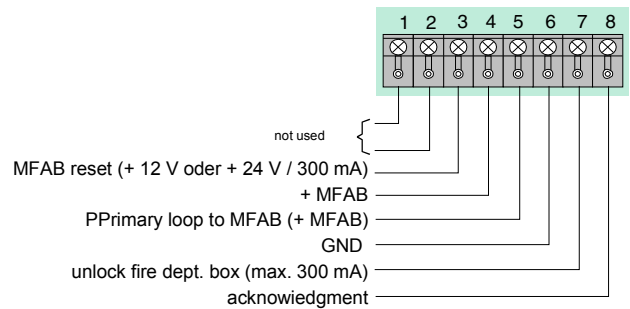 1 2 3 4 5 6 7 8
not used
MFAB reset (+ 12 V oder + 24 V / 300 mA)
+ MFAB
PPrimary loop to MFAB (+ MFAB)
GND
unlock fire dept. box (max. 300 mA)
acknowiedgment